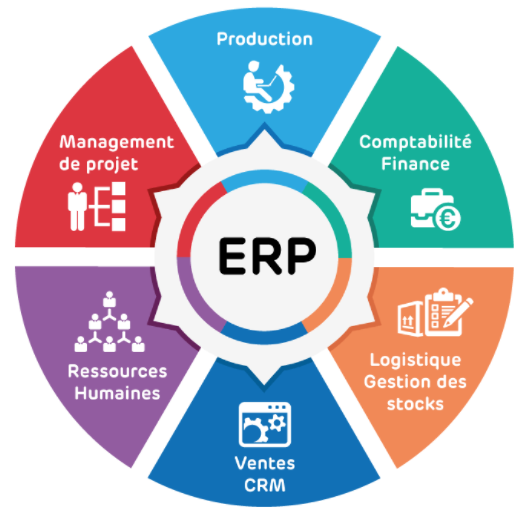 Production
Management
de projet
Comptabilité
Finance
ERP
Ressources
Humaines
Logistique
Gestion des
stocks
Ventes
CRM